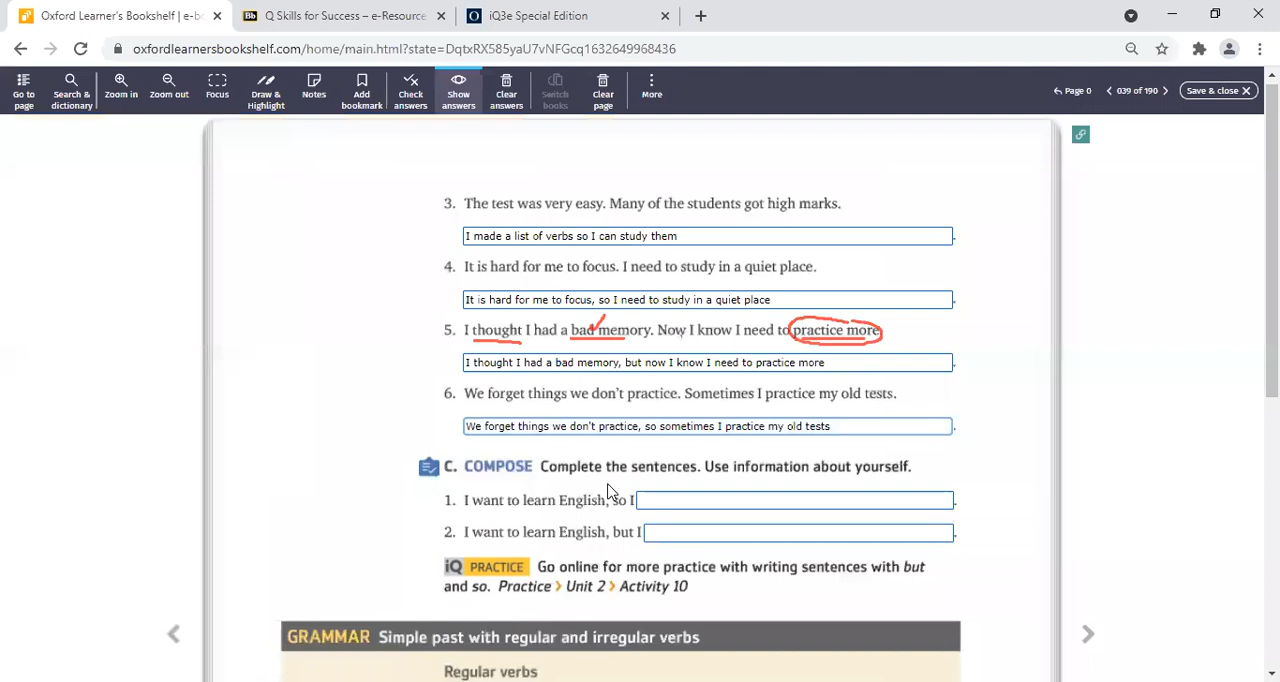 Oxford Learner's Bookshelf | e-bo
Q Skills for Success – e-Resource
iQ3e Special Edition
oxfordlearnersbookshelf.com/home/main.html?state=DqtxRX585yaU7vNFGcq1632649968436
Go to page
Search & dictionary
Zoom in
Zoom out
Focus
Draw & Highlight
Notes
Add bookmark
Check answers
Show answers
Clear answers
Switch books
Clear page
More
Page 0
039 of 190
Save & close X
3. The test was very easy. Many of the students got high marks.
I made a list of verbs so I can study them.
4. It is hard for me to focus. I need to study in a quiet place.
It is hard for me to focus, so I need to study in a quiet place.
5. I thought I had a bad memory. Now I know I need to practice more.
I thought I had a bad memory, but now I know I need to practice more.
6. We forget things we don't practice. Sometimes I practice my old tests.
We forget things we don't practice, so sometimes I practice my old tests.
C. COMPOSE Complete the sentences. Use information about yourself.
1. I want to learn English, so I .
2. I want to learn English, but I .
iQ PRACTICE Go online for more practice with writing sentences with but
and so. Practice > Unit 2 > Activity 10
GRAMMAR Simple past with regular and irregular verbs
Regular verbs